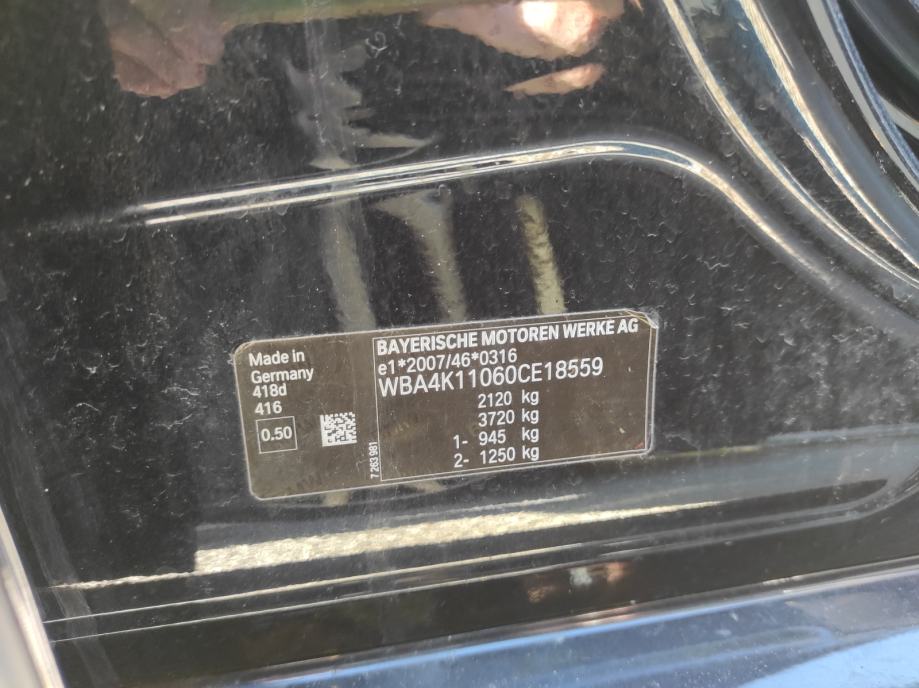 Made in
Germany
418d
416
0.50
7 263 981
BAYERISCHE MOTOREN WERKE AG
e1*2007/46*0316
WBA4K11060CE18559
2120 kg
3720 kg
1- 945 kg
2- 1250 kg